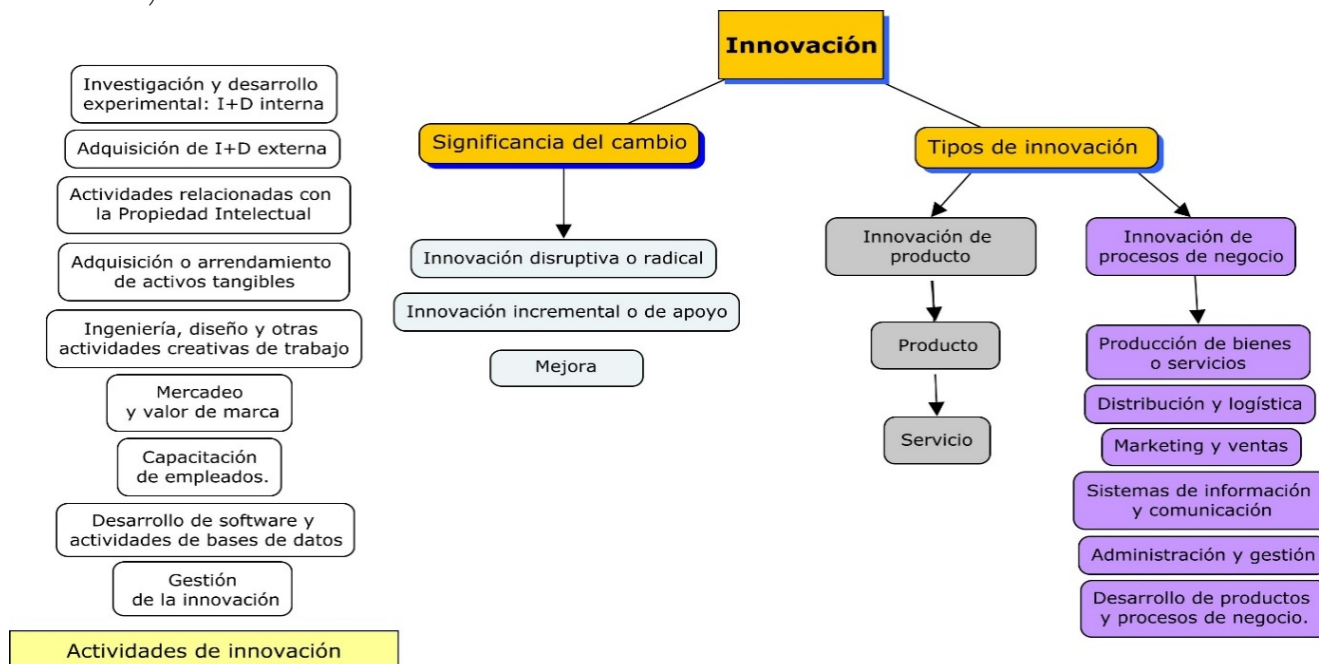 Innovación
Investigación y desarrollo
experimental: I+D interna
Adquisición de I+D externa
Actividades relacionadas con
la Propiedad Intelectual
Adquisición o arrendamiento
de activos tangibles
Ingeniería, diseño y otras
actividades creativas de trabajo
Mercadeo
y valor de marca
Capacitación
de empleados.
Desarrollo de software y
actividades de bases de datos
Gestión
de la innovación
Actividades de innovación
Significancia del cambio
Innovación disruptiva o radical
Innovación incremental o de apoyo
Mejora
Tipos de innovación
Innovación de
producto
Producto
Servicio
Innovación de
procesos de negocio
Producción de bienes
o servicios
Distribución y logística
Marketing y ventas
Sistemas de información
y comunicación
Administración y gestión
Desarrollo de productos
y procesos de negocio.